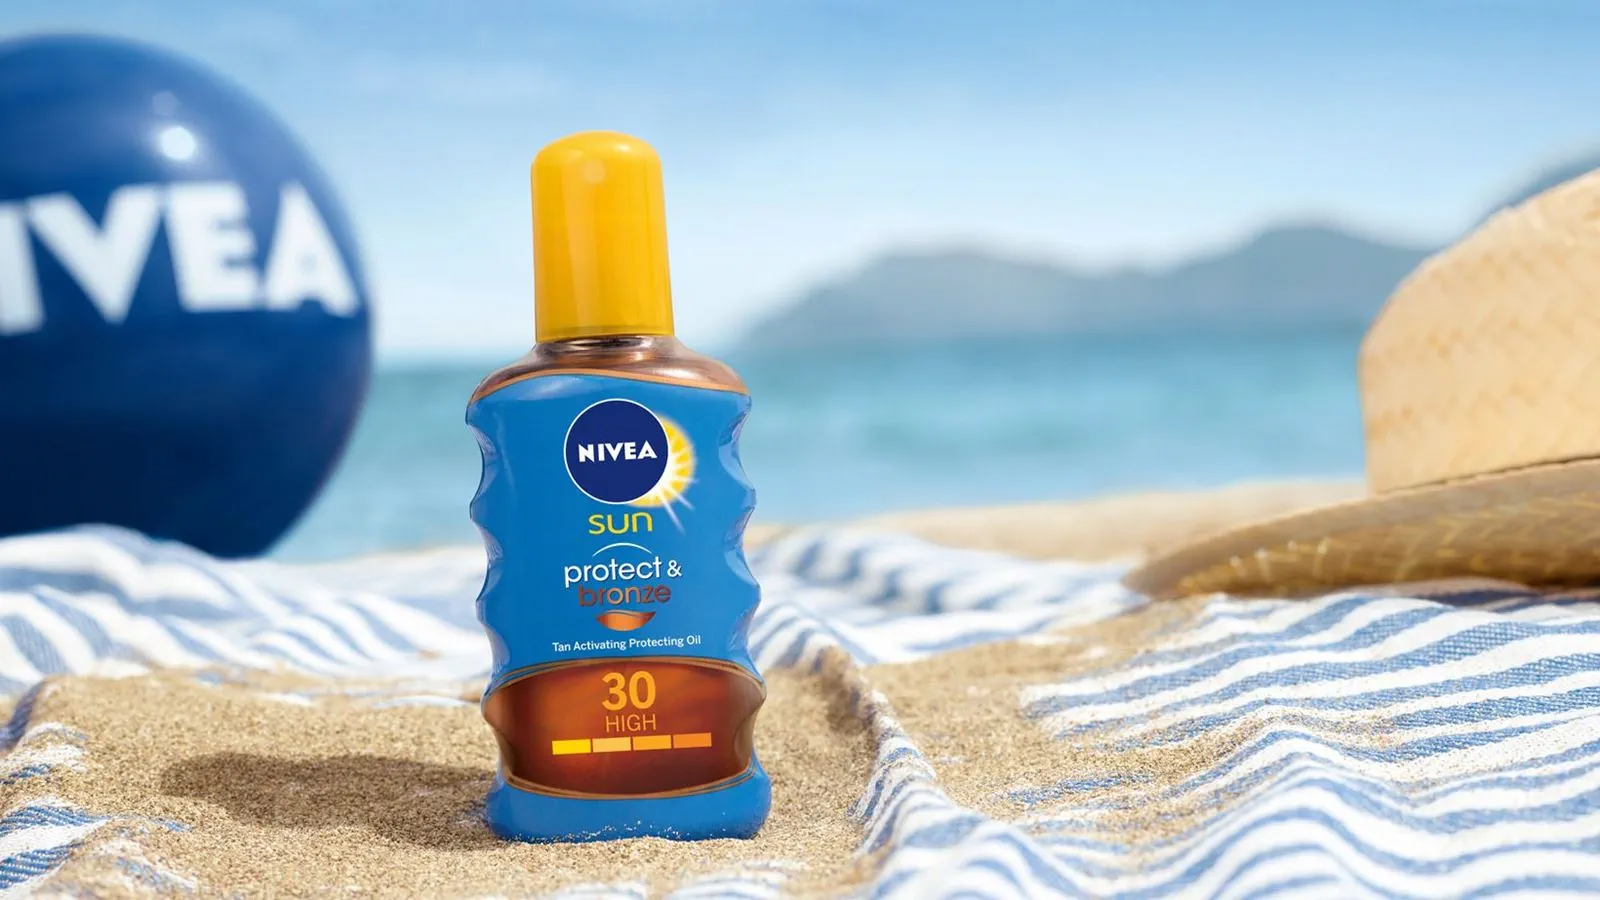 NIVEA
NIVEA
sun
protect &
bronze
Tan Activating Protecting Oil
30
HIGH